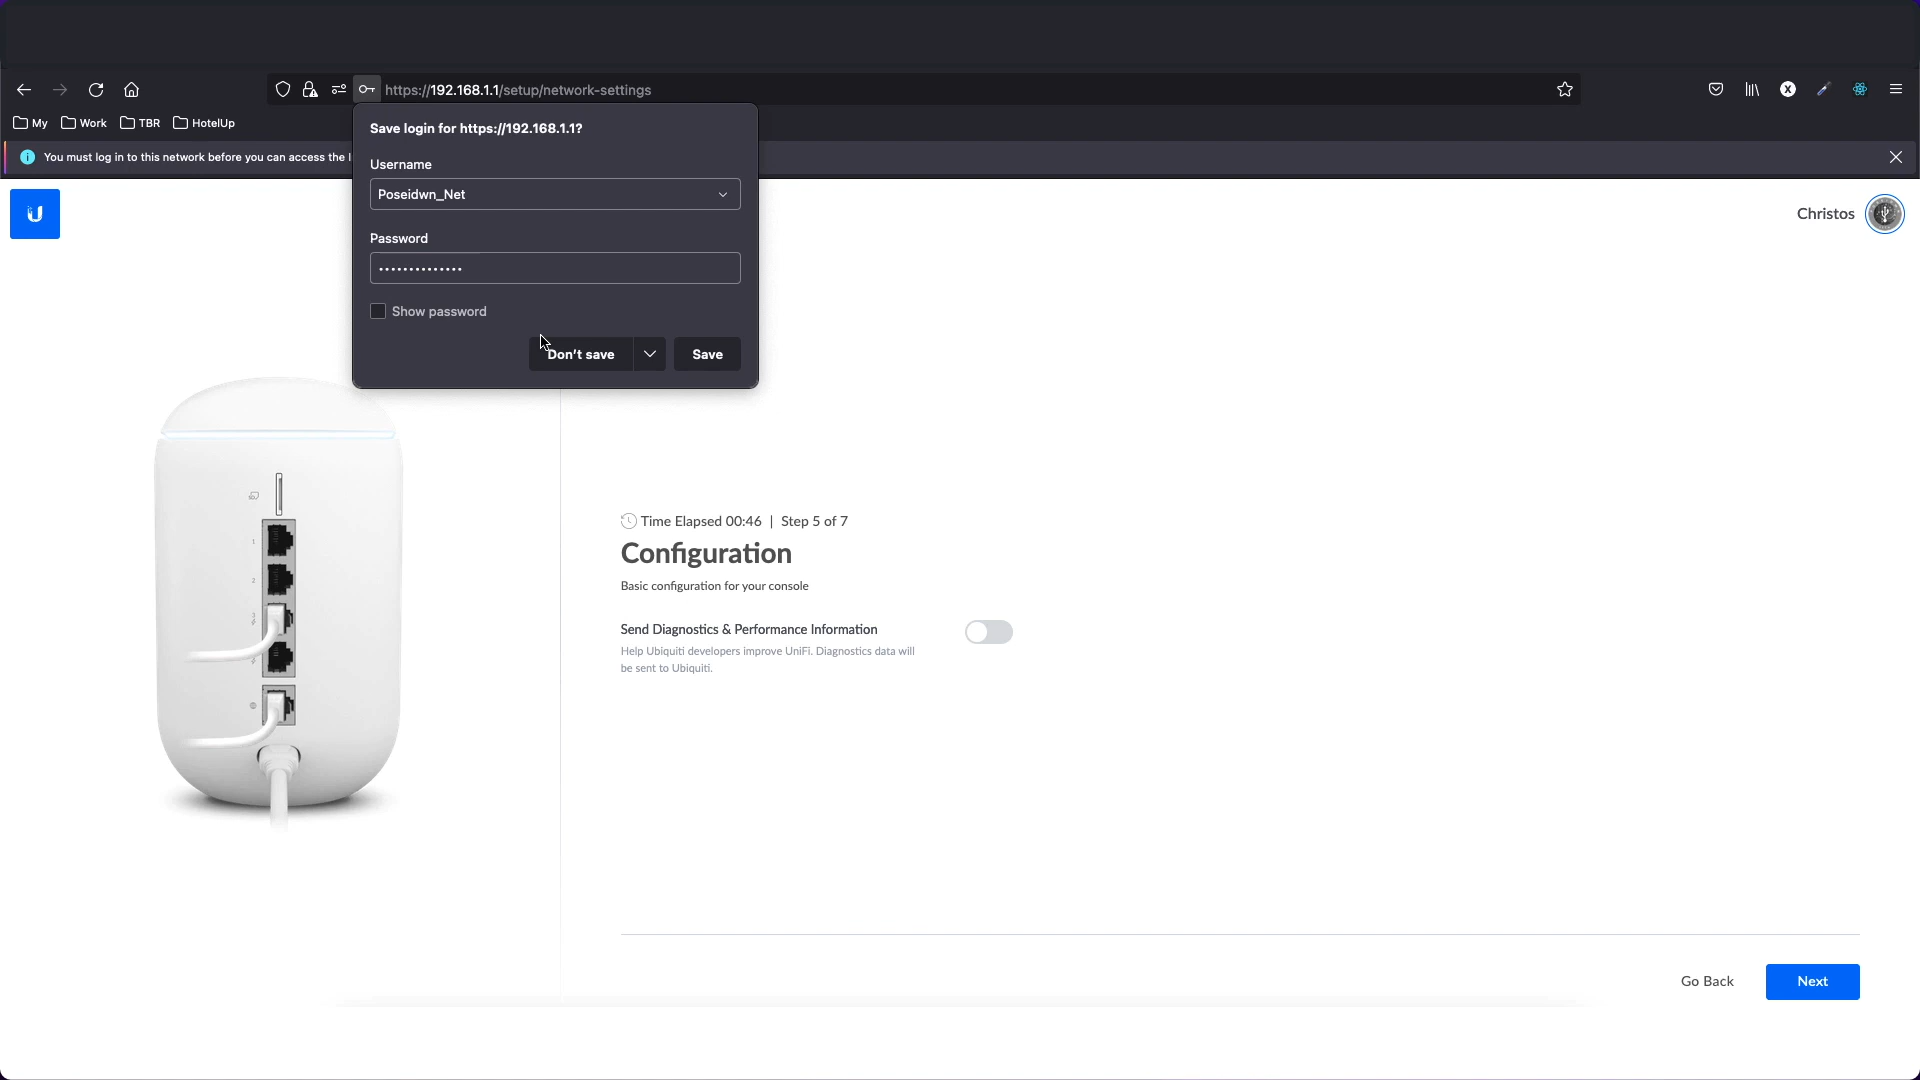 https://192.168.1.1/setup/network-settings
My
Work
TBR
HotelUp
You must log in to this network before you can access the
Save login for https://192.168.1.1?
Username
Poseidwn_Net
Password
Show password
Don't save
Save
Christos
Time Elapsed 00:46 | Step 5 of 7
Configuration
Basic configuration for your console
Send Diagnostics & Performance Information
Help Ubiquiti developers improve UniFi. Diagnostics data will
be sent to Ubiquiti.
1
2
3
Go Back
Next